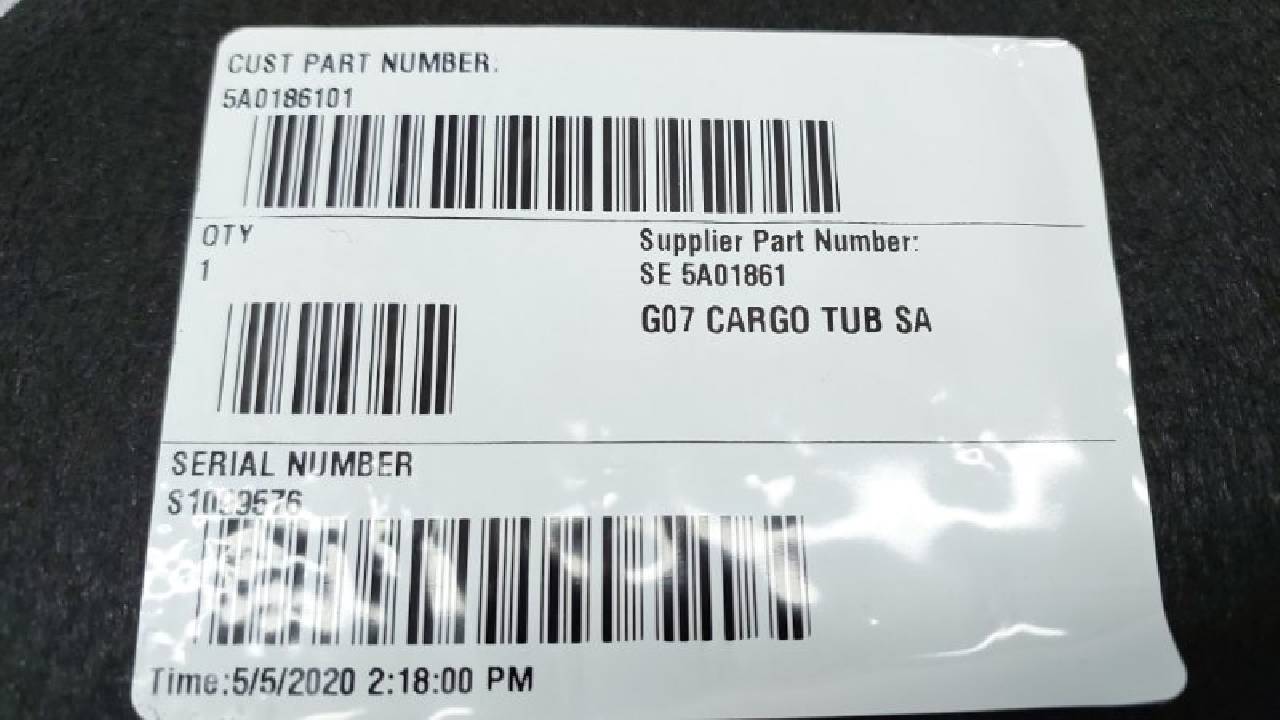 CUST PART NUMBER:
5A0186101
QTY
1
Supplier Part Number:
SE 5A01861
G07 CARGO TUB SA
SERIAL NUMBER
Time:5/5/2020 2:18:00 PM